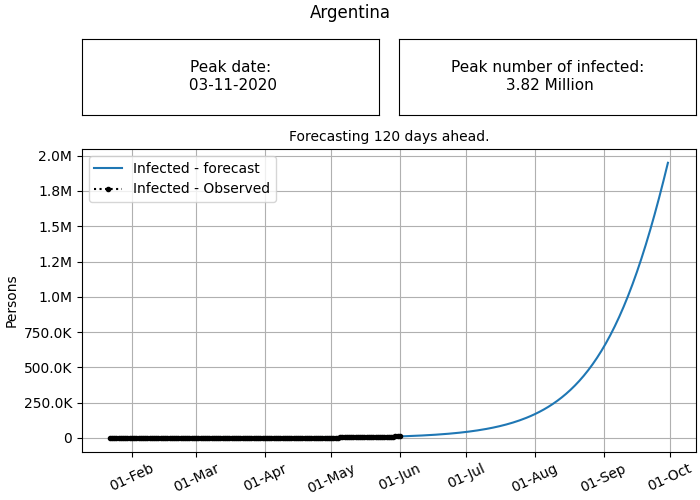 Argentina
Peak date:
03-11-2020
Peak number of infected:
3.82 Million
Forecasting 120 days ahead.
Infected - forecast
Infected - Observed
Persons
2.0M
1.8M
1.5M
1.2M
1.0M
750.0K
500.0K
250.0K
0
01-Feb
01-Mar
01-Apr
01-May
01-Jun
01-Jul
01-Aug
01-Sep
01-Oct